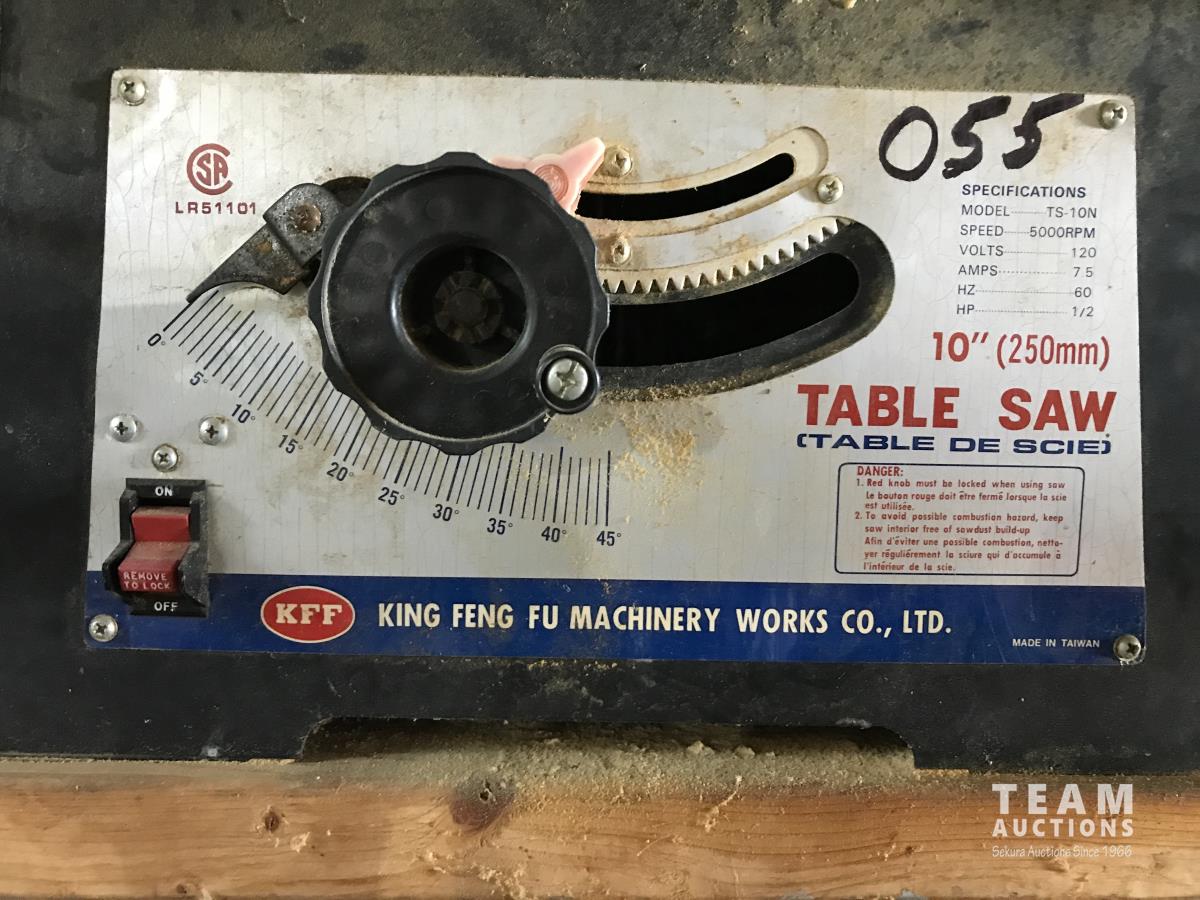 055
CSA
LR51101
SPECIFICATIONS
MODEL TS-10N
SPEED 5000RPM
VOLTS 120
AMPS 7.5
HZ 60
HP 1/2
10" (250mm)
TABLE SAW
(TABLE DE SCIE)
DANGER:
1. Red knob must be locked when using saw
Le bouton rouge doit être fermé lorsque la scie
est utilisée.
2. To avoid possible combustion hazard, keep
saw interior free of sawdust build-up
Afin d'éviter une possible combustion, netto-
yer régulièrement la sciure qui d'accumule à
l'intérieur de la scie.
0° 5° 10° 15° 20° 25° 30° 35° 40° 45°
ON
REMOVE
TO LOCK
OFF
KFF KING FENG FU MACHINERY WORKS CO., LTD.
MADE IN TAIWAN
TEAM
AUCTIONS
Sekura Auctions Since 1966